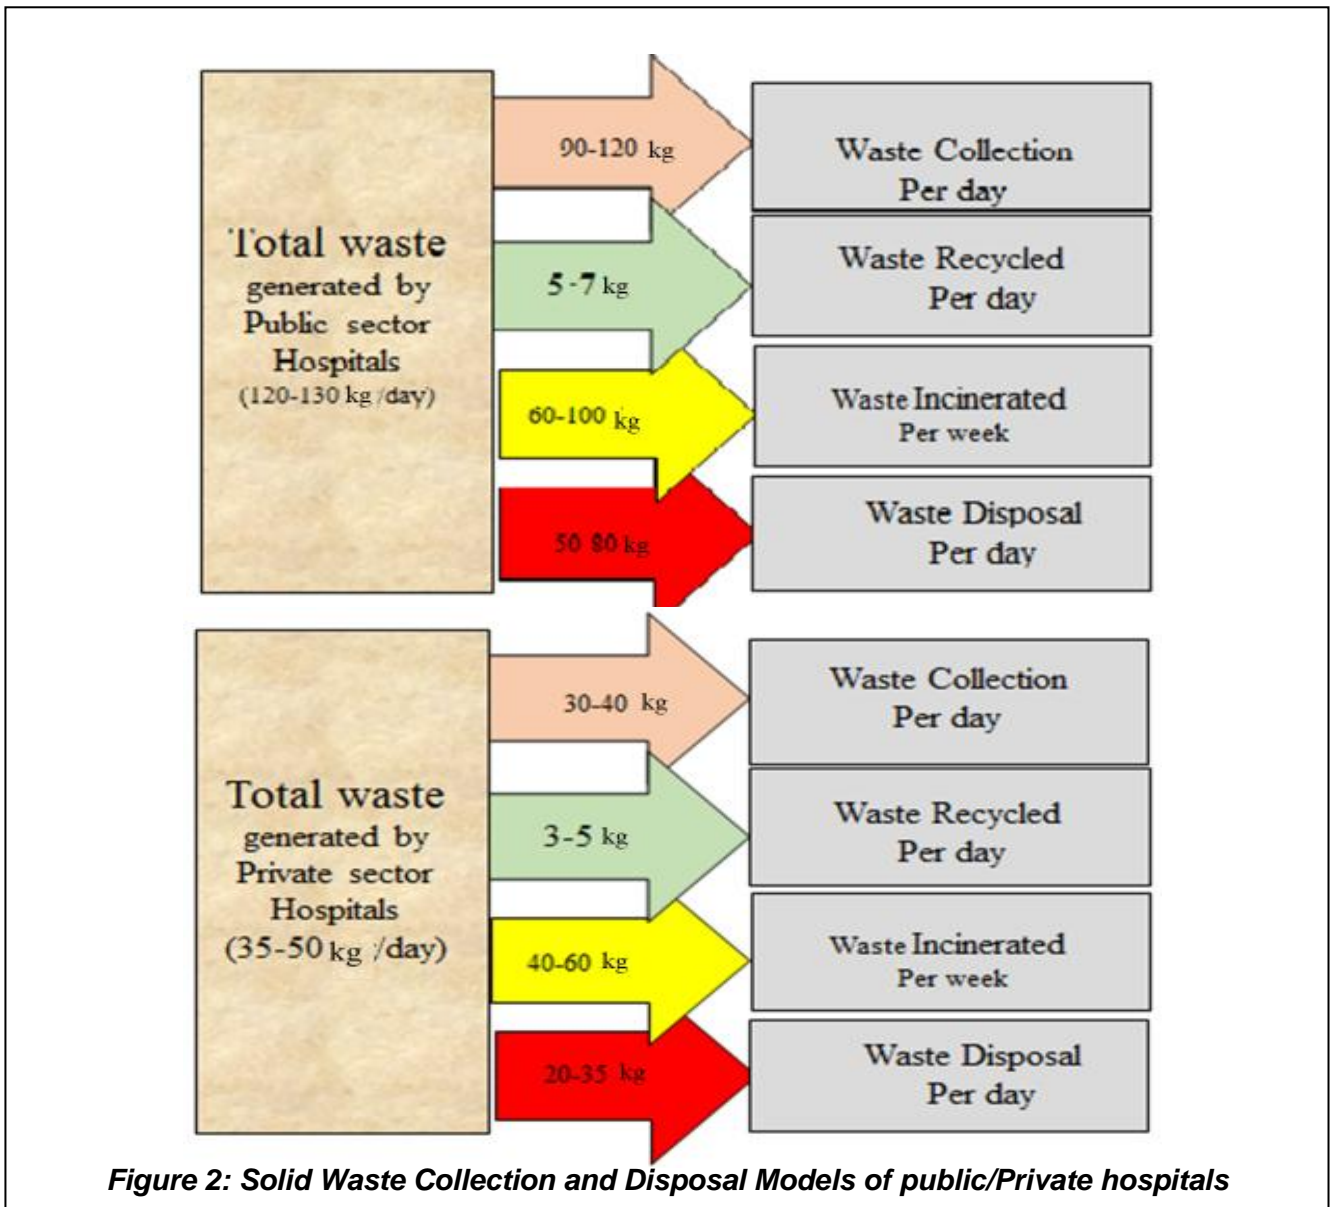 Total waste
generated by
Public sector
Hospitals
(120-130 kg /day)
90-120 kg
Waste Collection
Per day
5-7 kg
Waste Recycled
Per day
60-100 kg
Waste Incinerated
Per week
50 80 kg
Waste Disposal
Per day
Total waste
generated by
Private sector
Hospitals
(35-50 kg /day)
30-40 kg
Waste Collection
Per day
3-5 kg
Waste Recycled
Per day
40-60 kg
Waste Incinerated
Per week
20-35 kg
Waste Disposal
Per day
Figure 2: Solid Waste Collection and Disposal Models of public/Private hospitals